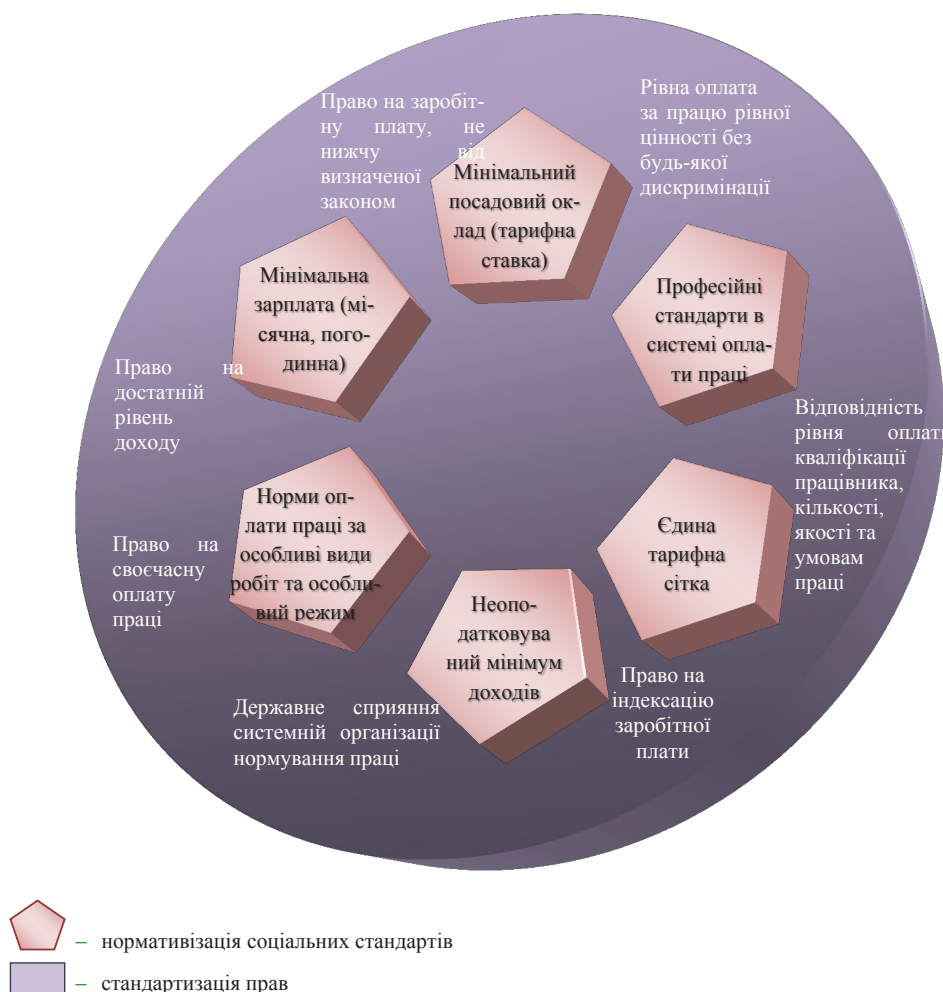 Право на заробіт-
ну плату, не
нижчу від
визначеної
законом
Рівна оплата
за працю рівної
цінності без
будь-якої
дискримінації
Мінімальний
посадовий ок-
лад (тарифна
ставка)
Мінімальна
зарплата (мі-
сячна, пого-
динна)
Професійні
стандарти в
системі опла-
ти праці
Право на
достатній
рівень
доходу
Відповідність
рівня оплати
кваліфікації
працівника,
кількості,
якості та
умовам
праці
Норми оп-
лати праці за
особливі види
робіт та особли-
вий режим
Єдина
тарифна
сітка
Право на
своєчасну
оплату
праці
Неопо-
датковува
ний мінімум
доходів
Право на
індексацію
заробітної
плати
Державне сприяння
системній організації
нормування праці
– нормативізація соціальних стандартів
– стандартизація прав